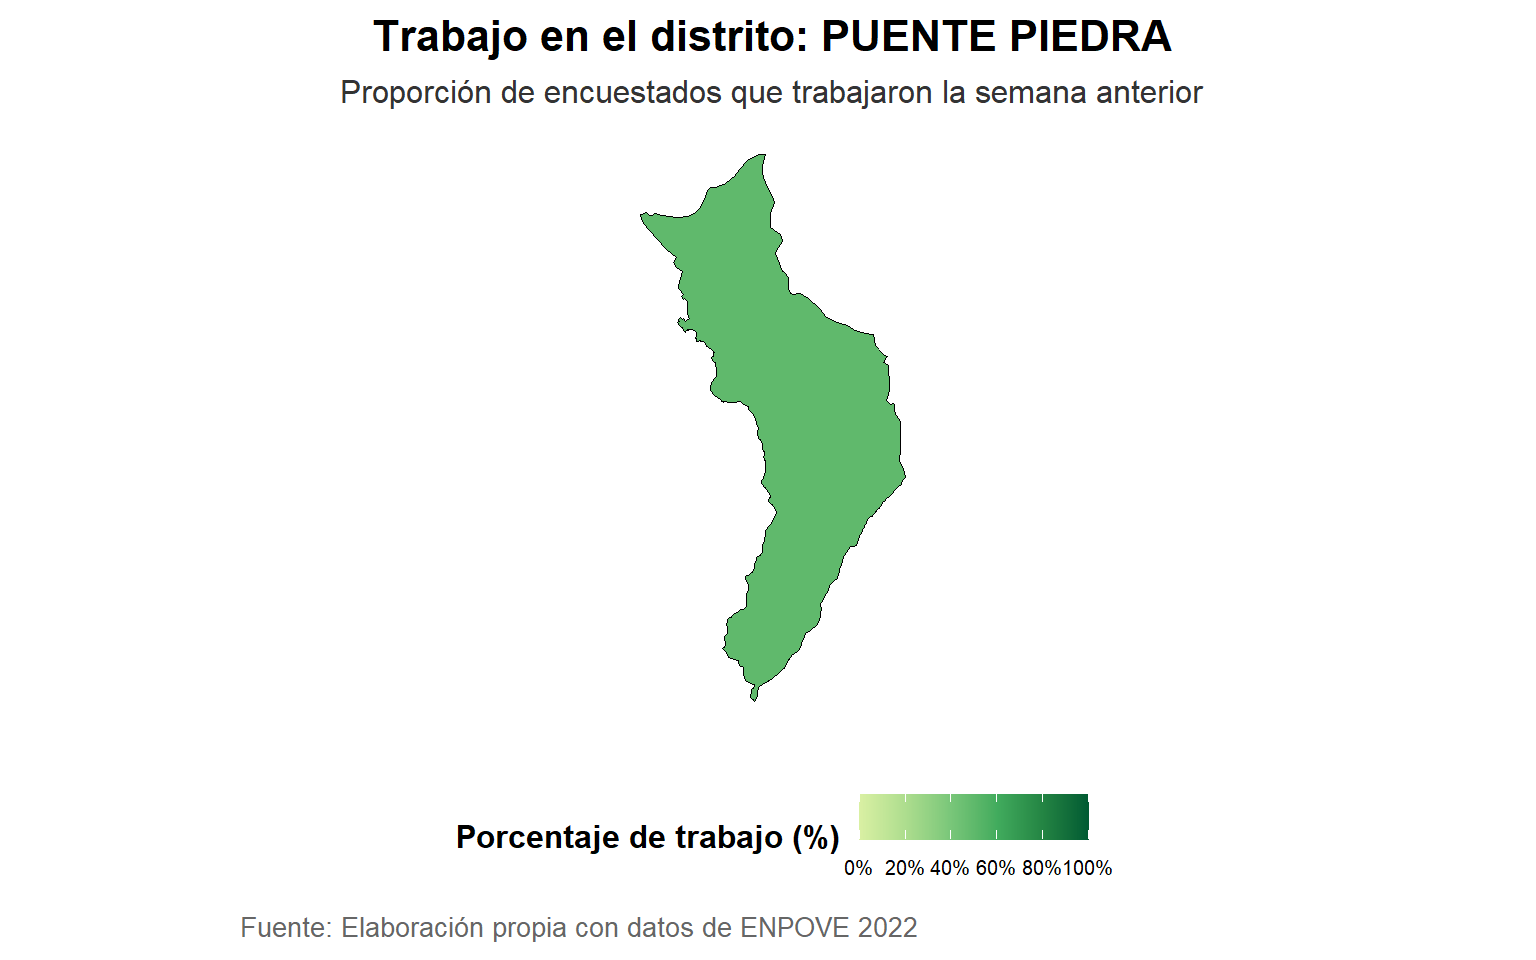 Trabajo en el distrito: PUENTE PIEDRA
Proporción de encuestados que trabajaron la semana anterior
Porcentaje de trabajo (%)
0% 20% 40% 60% 80% 100%
Fuente: Elaboración propia con datos de ENPOVE 2022